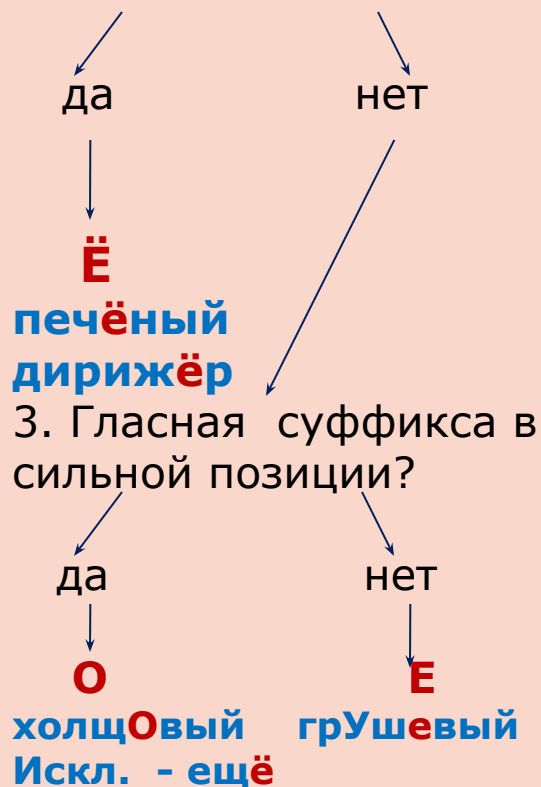 да нет
Ё
печёный
дирижёр
3. Гласная суффикса в
сильной позиции?
да нет
О Е
холщОвый грУшевый
Искл. - ещё